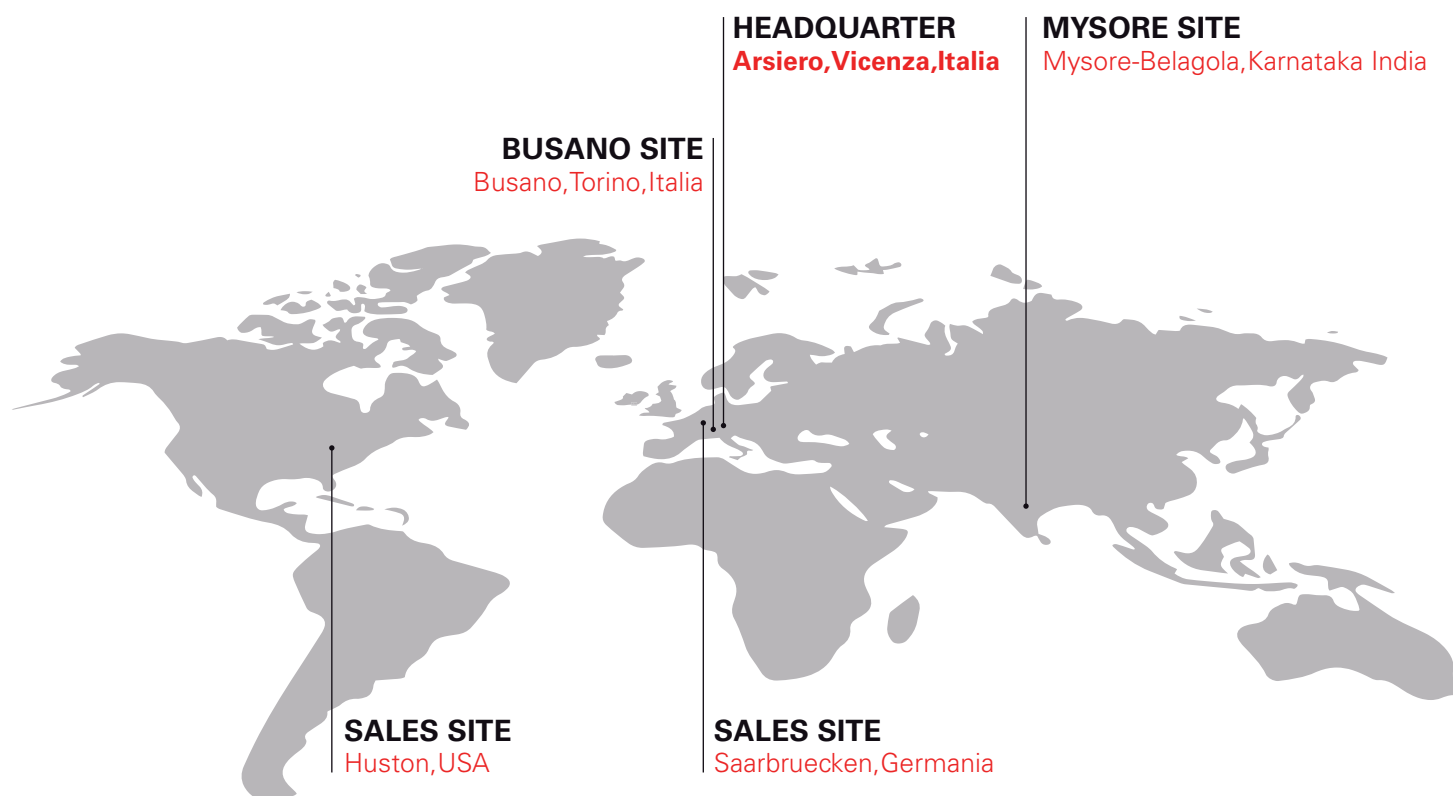 HEADQUARTER
Arsiero,Vicenza,Italia
MYSORE SITE
Mysore-Belagola,Karnataka India
BUSANO SITE
Busano,Torino,Italia
SALES SITE
Huston,USA
SALES SITE
Saarbruecken,Germania